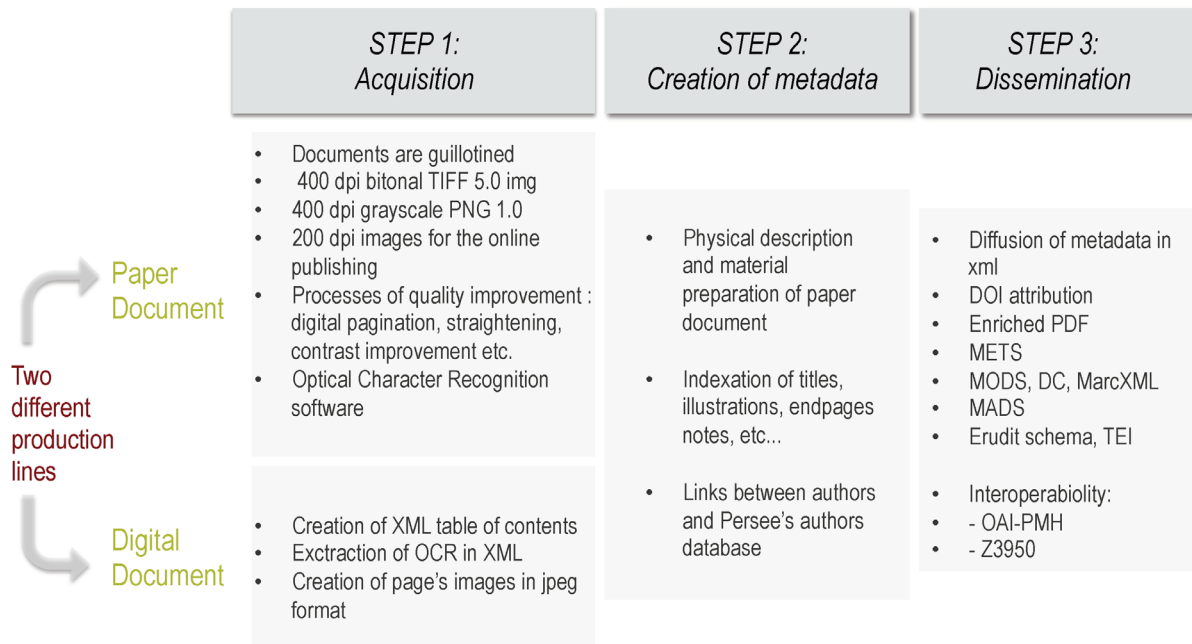 STEP 1:
Acquisition
STEP 2:
Creation of metadata
STEP 3:
Dissemination
Two
different
production
lines
Paper
Document
• Documents are guillotined
• 400 dpi bitonal TIFF 5.0 img
• 400 dpi grayscale PNG 1.0
• 200 dpi images for the online
publishing
• Processes of quality improvement :
digital pagination, straightening,
contrast improvement etc.
• Optical Character Recognition
software
Digital
Document
• Creation of XML table of contents
• Exctraction of OCR in XML
• Creation of page's images in jpeg
format
• Physical description
and material
preparation of paper
document
• Indexation of titles,
illustrations, endpages
notes, etc...
• Links between authors
and Persee's authors
database
• Diffusion of metadata in
xml
• DOI attribution
• Enriched PDF
• METS
• MODS, DC, MarcXML
• MADS
• Erudit schema, TEI
• Interoperabiolity:
• - OAI-PMH
• - Z3950